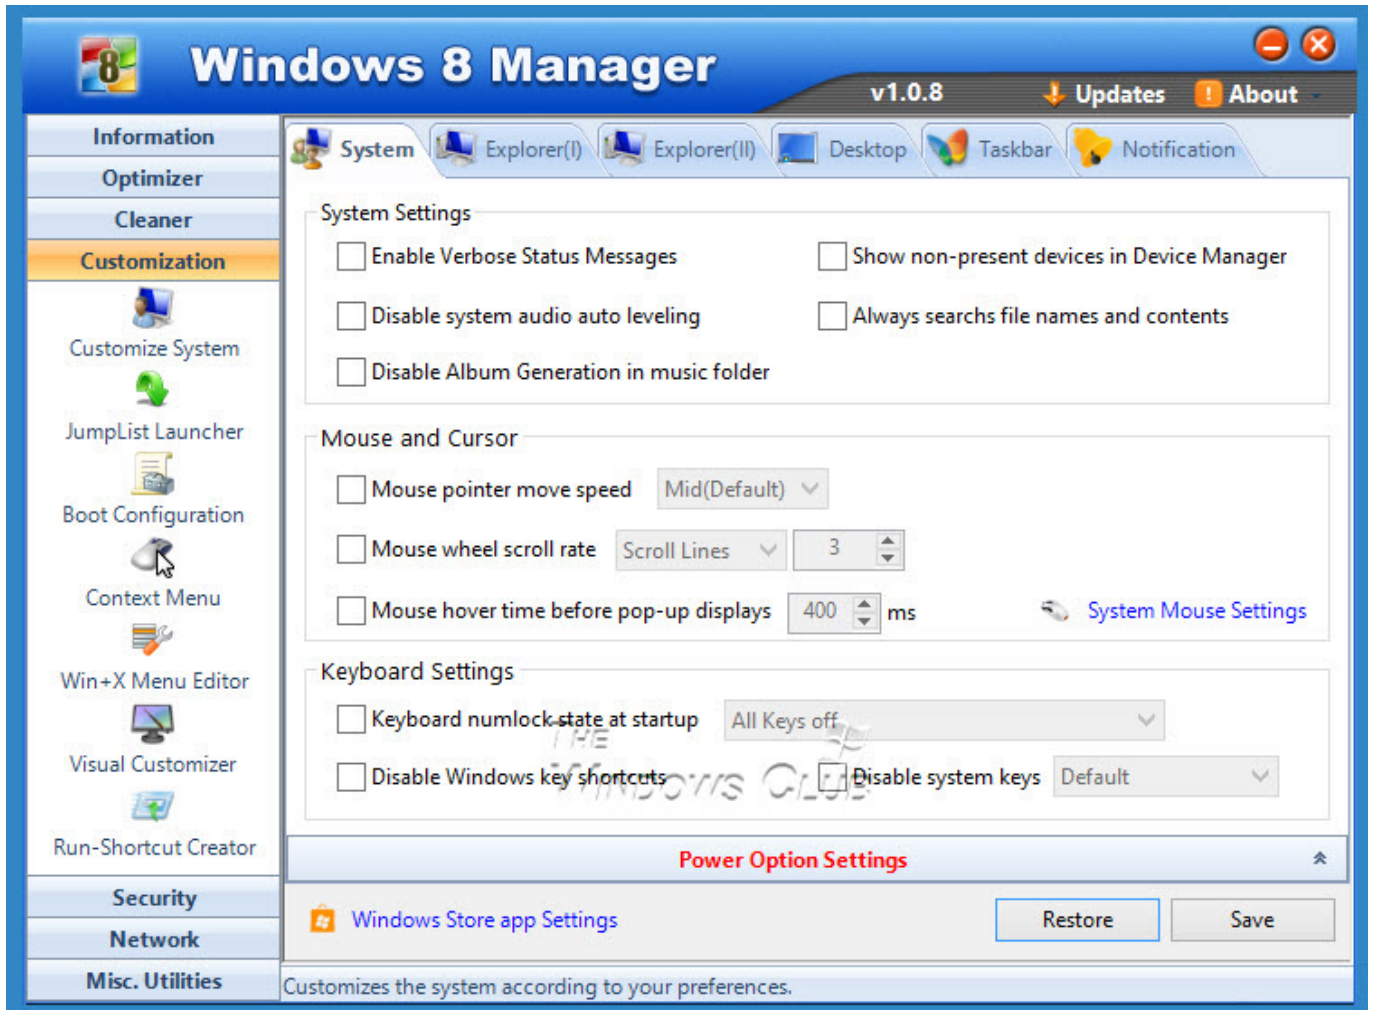 8 Windows 8 Manager
v1.0.8 Updates About
Information
Optimizer
Cleaner
Customization
Customize System
JumpList Launcher
Boot Configuration
Context Menu
Win+X Menu Editor
Visual Customizer
Run-Shortcut Creator
Security
Network
Misc. Utilities
System Explorer(I) Explorer(II) Desktop Taskbar Notification
System Settings
Enable Verbose Status Messages Show non-present devices in Device Manager
Disable system audio auto leveling Always searchs file names and contents
Disable Album Generation in music folder
Mouse and Cursor
Mouse pointer move speed Mid(Default)
Mouse wheel scroll rate Scroll Lines 3
Mouse hover time before pop-up displays 400 ms System Mouse Settings
Keyboard Settings
Keyboard numlock state at startup All Keys off
THE
Disable Windows key shortcuts Disable system keys Default
WINDOWS CLUB
Power Option Settings
Windows Store app Settings Restore Save
Customizes the system according to your preferences.